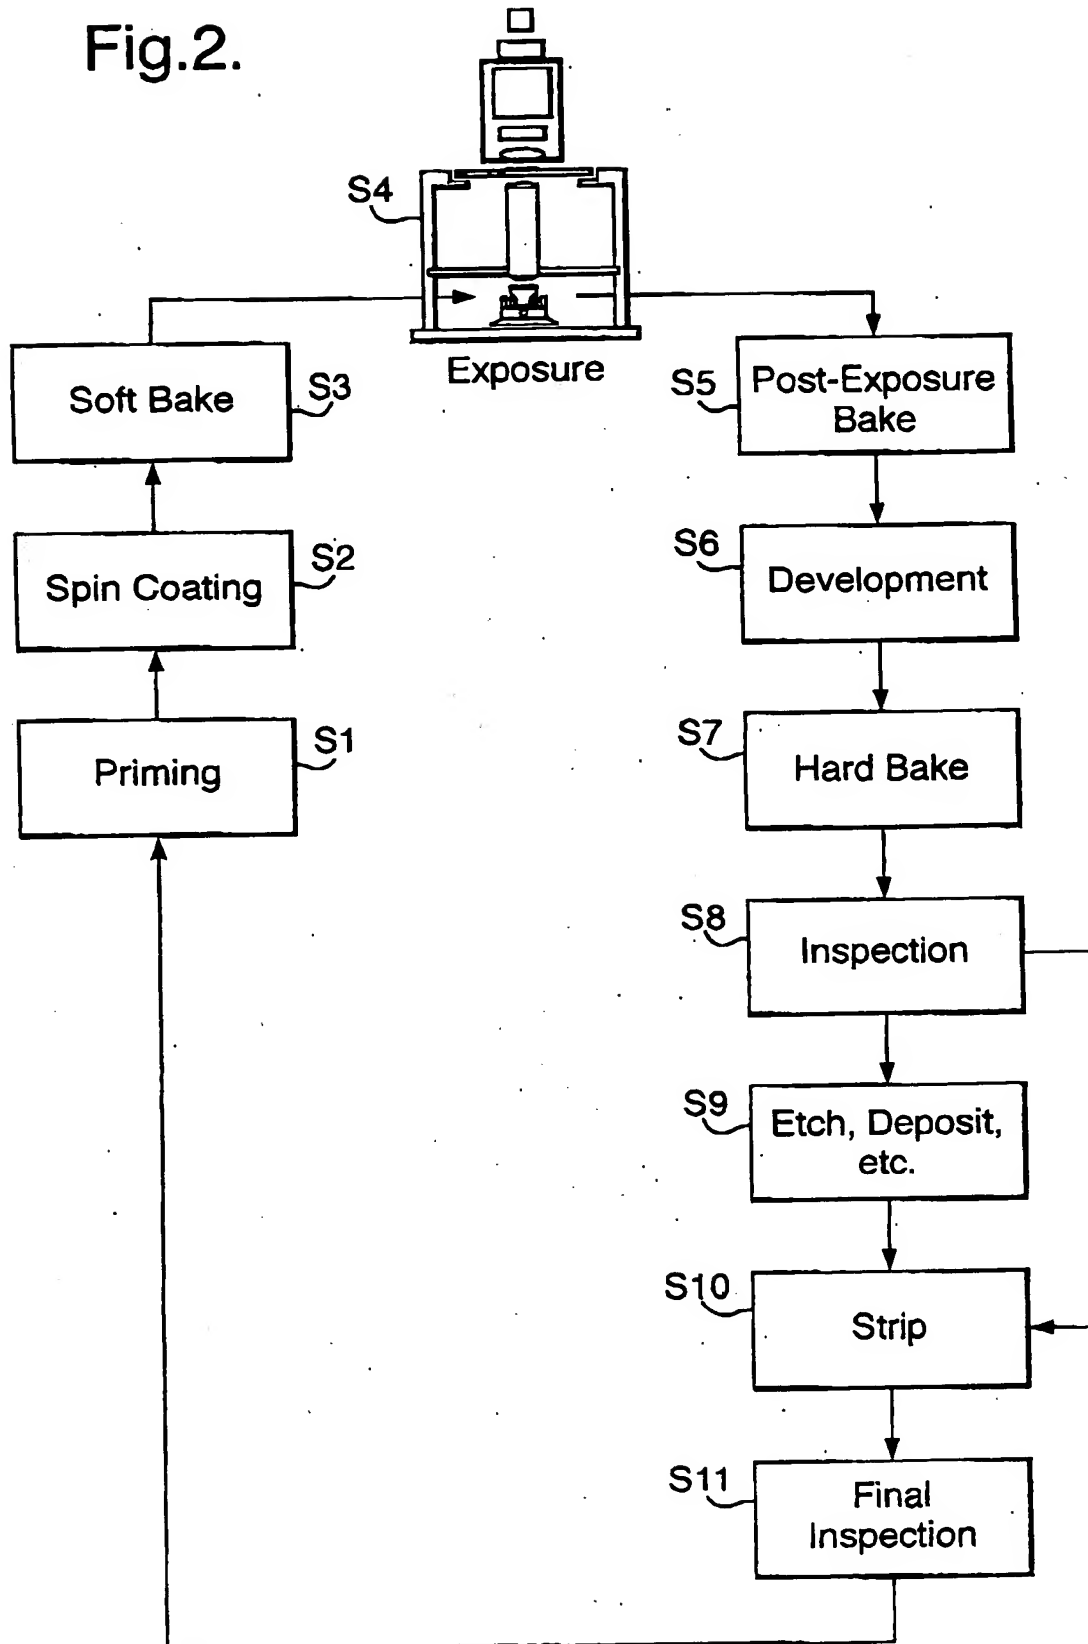 Fig.2.
S4
Exposure
Soft Bake
S3
Spin Coating
S2
Priming
S1
S5
Post-Exposure
Bake
S6
Development
S7
Hard Bake
S8
Inspection
S9
Etch, Deposit,
etc.
S10
Strip
S11
Final
Inspection